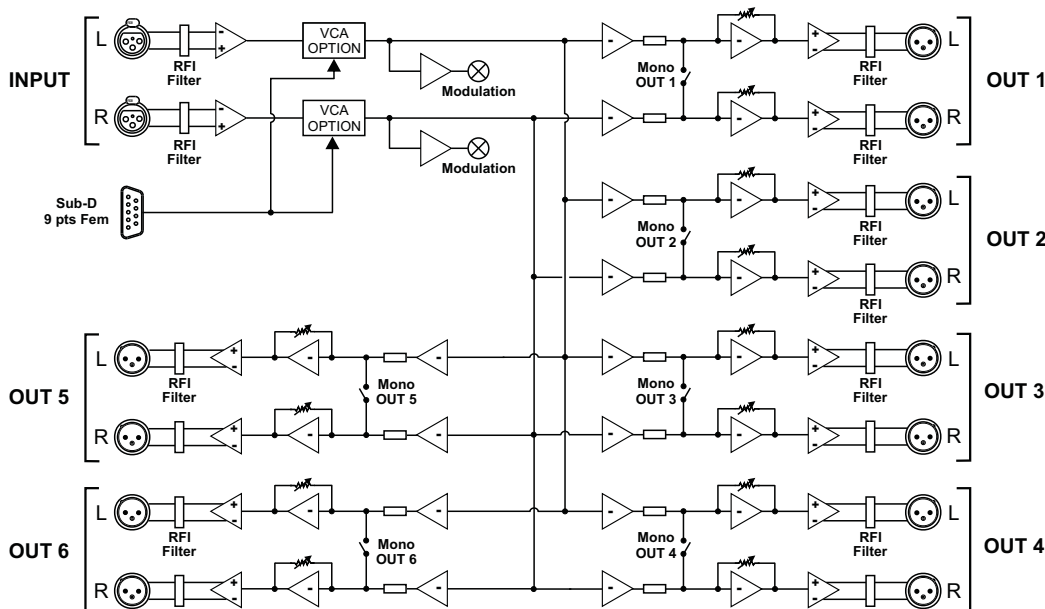 INPUT
L
RFI
Filter
- +
VCA
OPTION
Modulation
R
RFI
Filter
- +
VCA
OPTION
Modulation
Sub-D
9 pts Fem
-
Mono
OUT 1
-
+ -
RFI
Filter
L
OUT 1
-
-
+ -
RFI
Filter
R
-
Mono
OUT 2
-
+ -
RFI
Filter
L
OUT 2
-
-
+ -
RFI
Filter
R
OUT 5
L
RFI
Filter
+ -
-
Mono
OUT 5
-
R
+ -
-
-
-
Mono
OUT 3
-
+ -
RFI
Filter
L
OUT 3
-
-
+ -
R
OUT 6
L
RFI
Filter
+ -
-
Mono
OUT 6
-
R
+ -
-
-
-
Mono
OUT 4
-
+ -
RFI
Filter
L
OUT 4
-
-
+ -
R